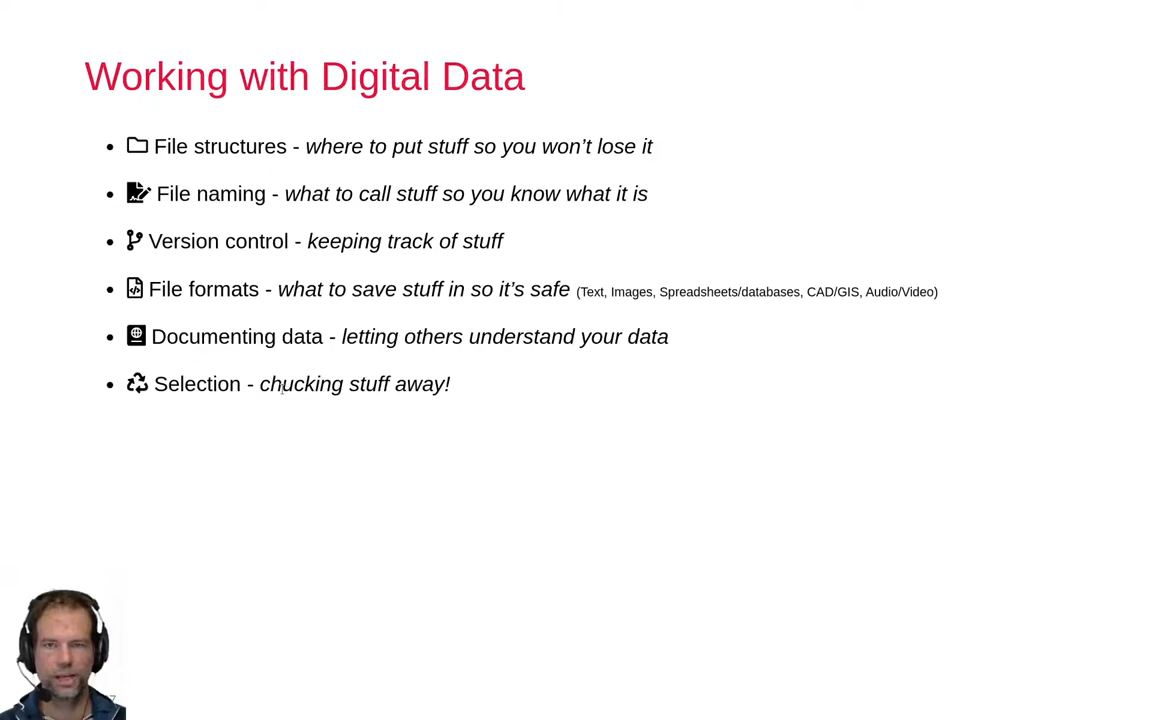 Working with Digital Data
File structures - where to put stuff so you won’t lose it
File naming - what to call stuff so you know what it is
Version control - keeping track of stuff
File formats - what to save stuff in so it’s safe (Text, Images, Spreadsheets/databases, CAD/GIS, Audio/Video)
Documenting data - letting others understand your data
Selection - chucking stuff away!